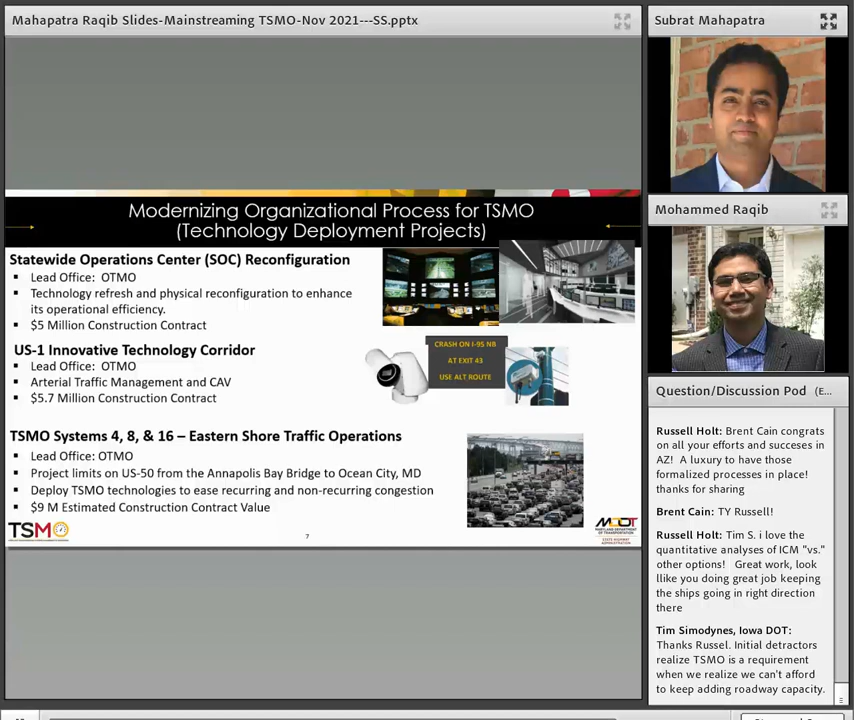 Mahapatra Raqib Slides-Mainstreaming TSMO-Nov 2021---SS.pptx
Modernizing Organizational Process for TSMO
(Technology Deployment Projects)
Statewide Operations Center (SOC) Reconfiguration
▪ Lead Office: OTMO
▪ Technology refresh and physical reconfiguration to enhance
its operational efficiency.
▪ $5 Million Construction Contract
US-1 Innovative Technology Corridor
▪ Lead Office: OTMO
▪ Arterial Traffic Management and CAV
▪ $5.7 Million Construction Contract
CRASH ON I-95 NB
AT EXIT 43
USE ALT ROUTE
TSMO Systems 4, 8, & 16 – Eastern Shore Traffic Operations
▪ Lead Office: OTMO
▪ Project limits on US-50 from the Annapolis Bay Bridge to Ocean City, MD
▪ Deploy TSMO technologies to ease recurring and non-recurring congestion
▪ $9 M Estimated Construction Contract Value
TSMO
7
MDOT
MARYLAND DEPARTMENT
OF TRANSPORTATION
STATE HIGHWAY
ADMINISTRATION
Subrat Mahapatra
Mohammed Raqib
Question/Discussion Pod (E...
Russell Holt: Brent Cain congrats
on all your efforts and succeses in
AZ! A luxury to have those
formalized processes in place!
thanks for sharing
Brent Cain: TY Russell!
Russell Holt: Tim S. i love the
quantitative analyses of ICM "vs."
other options! Great work, look
llike you doing great job keeping
the ships going in right direction
there
Tim Simodynes, Iowa DOT:
Thanks Russel. Initial detractors
realize TSMO is a requirement
when we realize we can't afford
to keep adding roadway capacity.